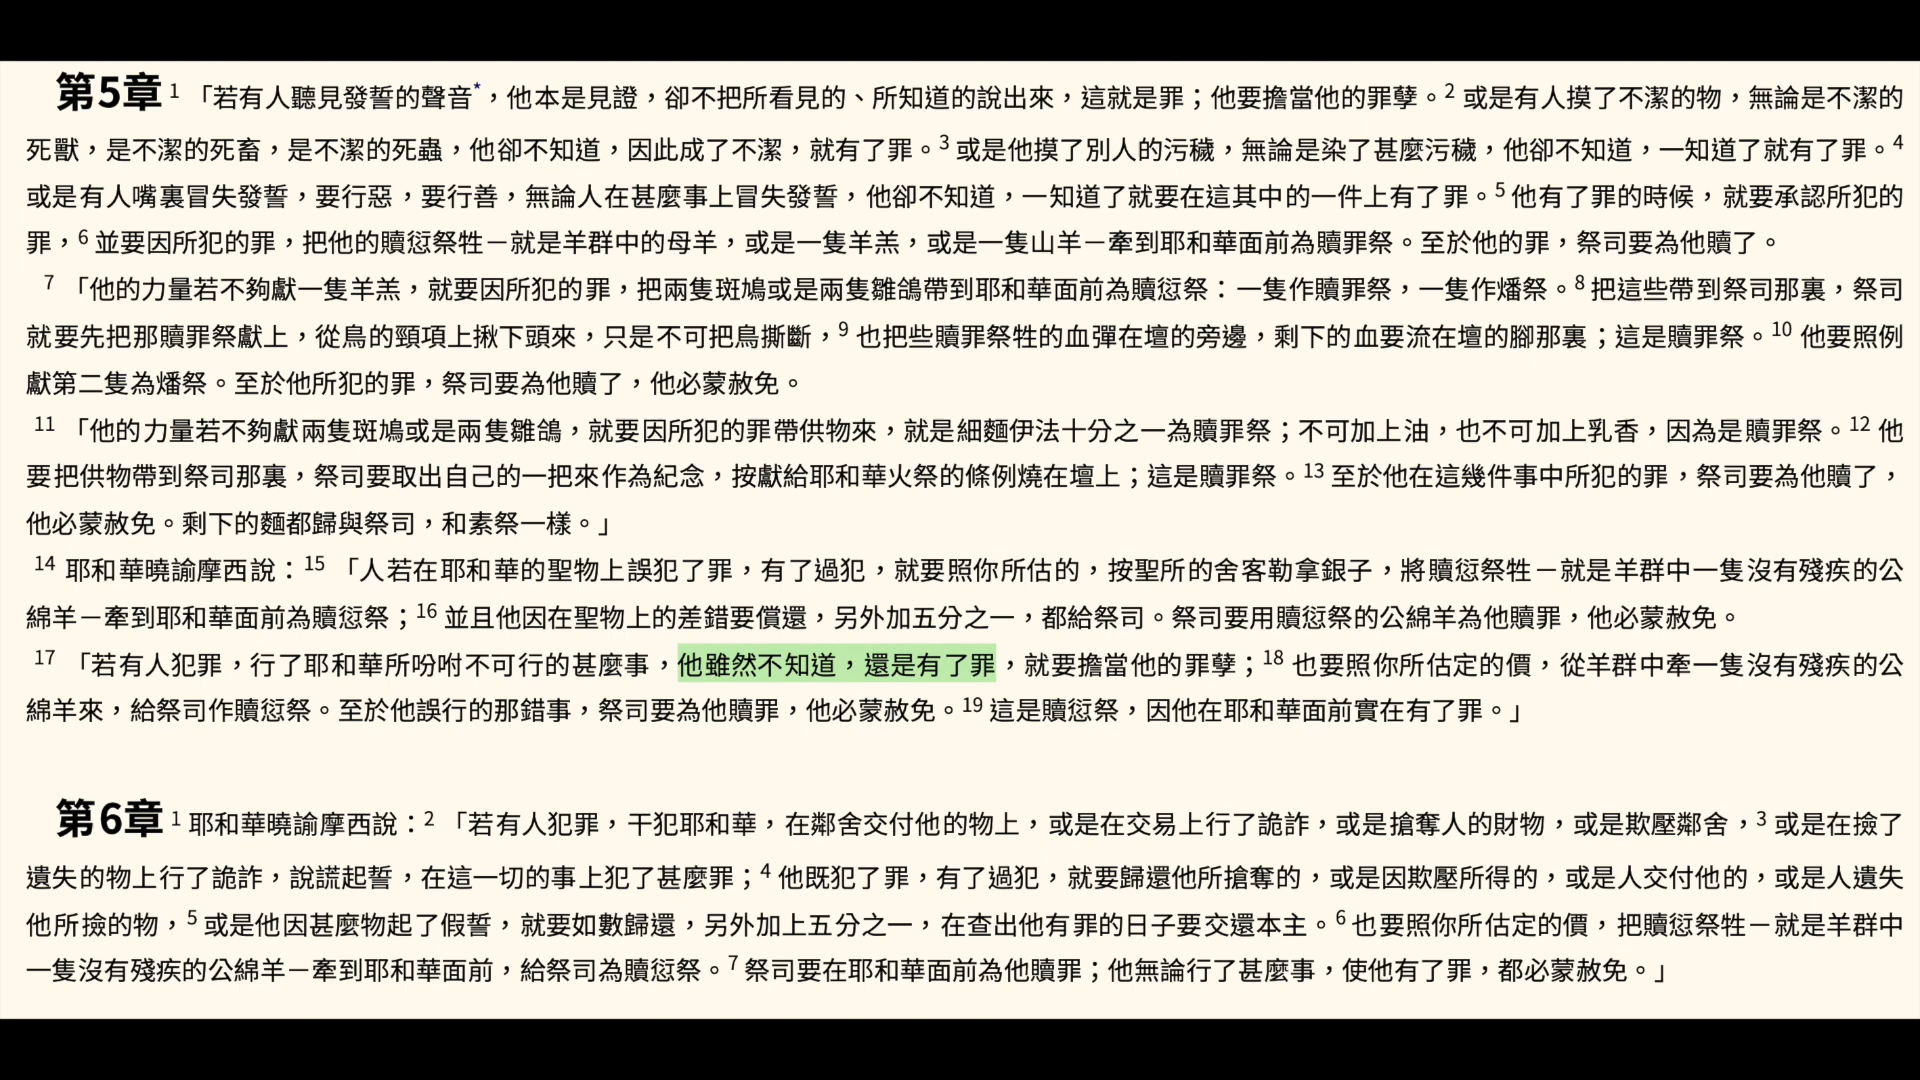 第5章 1 「若有人聽見發誓的聲音*，他本是見證，卻不把所看見的、所知道的說出來，這就是罪；他要擔當他的罪孽。2 或是有人摸了不潔的物，無論是不潔的
死獸，是不潔的死畜，是不潔的死蟲，他卻不知道，因此成了不潔，就有了罪。3 或是他摸了別人的污穢，無論是染了甚麼污穢，他卻不知道，一知道了就有了罪。4
或是有人嘴裏冒失發誓，要行惡，要行善，無論人在甚麼事上冒失發誓，他卻不知道，一知道了就要在這其中的一件上有了罪。5 他有了罪的時候，就要承認所犯的
罪，6 並要因所犯的罪，把他的贖愆祭牲－就是羊群中的母羊，或是一隻羊羔，或是一隻山羊－牽到耶和華面前為贖罪祭。至於他的罪，祭司要為他贖了。
7 「他的力量若不夠獻一隻羊羔，就要因所犯的罪，把兩隻斑鳩或是兩隻雛鴿帶到耶和華面前為贖愆祭：一隻作贖罪祭，一隻作燔祭。8 把這些帶到祭司那裏，祭司
就要先把那贖罪祭獻上，從鳥的頸項上揪下頭來，只是不可把鳥撕斷，9 也把些贖罪祭牲的血彈在壇的旁邊，剩下的血要流在壇的腳那裏；這是贖罪祭。10 他要照例
獻第二隻為燔祭。至於他所犯的罪，祭司要為他贖了，他必蒙赦免。
11 「他的力量若不夠獻兩隻斑鳩或是兩隻雛鴿，就要因所犯的罪帶供物來，就是細麵伊法十分之一為贖罪祭；不可加上油，也不可加上乳香，因為是贖罪祭。12 他
要把供物帶到祭司那裏，祭司要取出自己的一把來作為紀念，按獻給耶和華火祭的條例燒在壇上；這是贖罪祭。13 至於他在這幾件事中所犯的罪，祭司要為他贖了，
他必蒙赦免。剩下的麵都歸與祭司，和素祭一樣。」
14 耶和華曉諭摩西說：15 「人若在耶和華的聖物上誤犯了罪，有了過犯，就要照你所估的，按聖所的舍客勒拿銀子，將贖愆祭牲－就是羊群中一隻沒有殘疾的公
綿羊－牽到耶和華面前為贖愆祭；16 並且他因在聖物上的差錯要償還，另外加五分之一，都給祭司。祭司要用贖愆祭的公綿羊為他贖罪，他必蒙赦免。
17 「若有人犯罪，行了耶和華所吩咐不可行的甚麼事，他雖然不知道，還是有了罪，就要擔當他的罪孽；18 也要照你所估定的價，從羊群中牽一隻沒有殘疾的公
綿羊來，給祭司作贖愆祭。至於他誤行的那錯事，祭司要為他贖罪，他必蒙赦免。19 這是贖愆祭，因他在耶和華面前實在有了罪。」
第6章 1 耶和華曉諭摩西說：2 「若有人犯罪，干犯耶和華，在鄰舍交付他的物上，或是在交易上行了詭詐，或是搶奪人的財物，或是欺壓鄰舍，3 或是在撿了
遺失的物上行了詭詐，說謊起誓，在這一切的事上犯了甚麼罪；4 他既犯了罪，有了過犯，就要歸還他所搶奪的，或是因欺壓所得的，或是人交付他的，或是人遺失
他所撿的物，5 或是他因甚麼物起了假誓，就要如數歸還，另外加上五分之一，在查出他有罪的日子要交還本主。6 也要照你所估定的價，把贖愆祭牲－就是羊群中
一隻沒有殘疾的公綿羊－牽到耶和華面前，給祭司為贖愆祭。7 祭司要在耶和華面前為他贖罪；他無論行了甚麼事，使他有了罪，都必蒙赦免。」